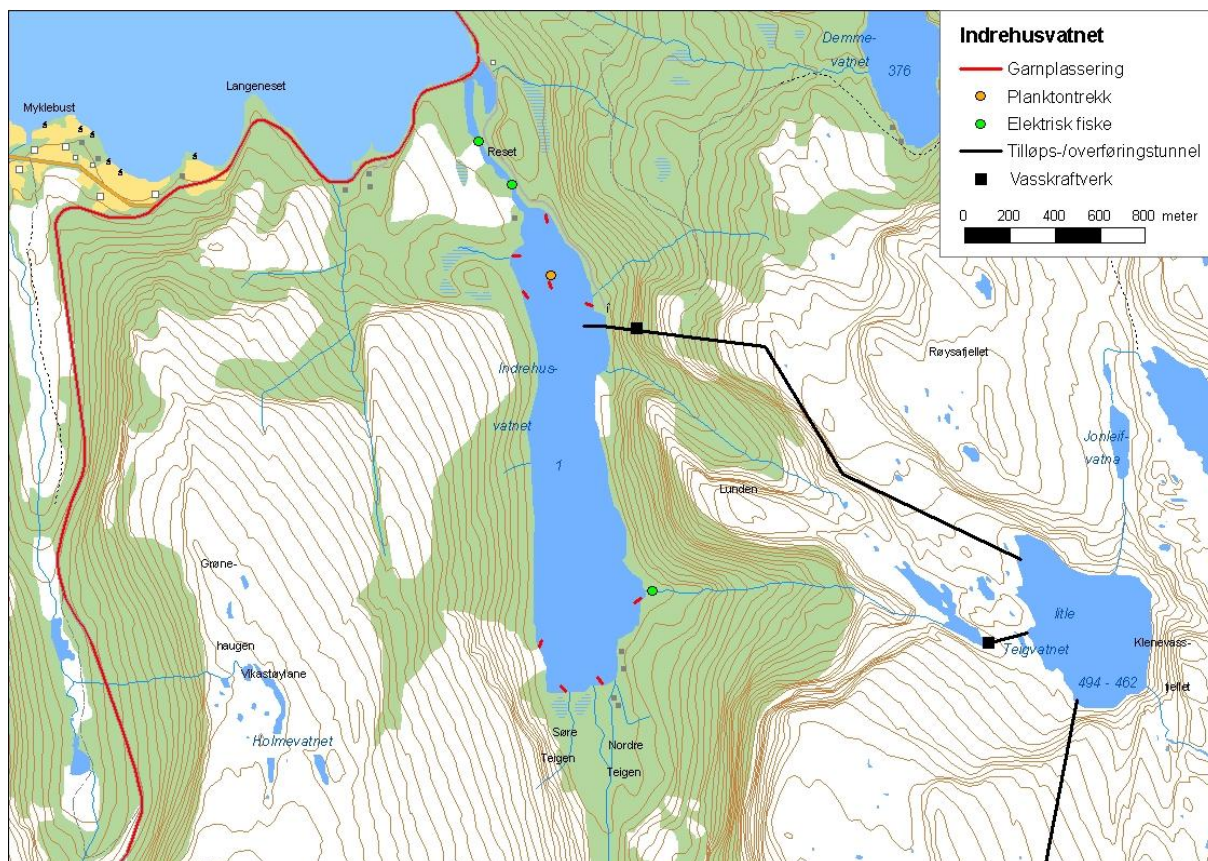 Indrehusvatnet
Garnplassering
Planktontrekk
Elektrisk fiske
Tilløps-/overføringstunnel
Vasskraftverk
0 200 400 600 800 meter
Demme-
vatnet
376
Langeneset
Myklebust
Reset
Røysafjellet
Indrehus-
vatnet
1
Jonleif-
vatna
Lunden
Grøne-
haugen
Vikastøylane
Holmevatnet
litle
Teigvatnet
494 - 462
Klenevass-
fjellet
Søre
Teigen
Nordre
Teigen